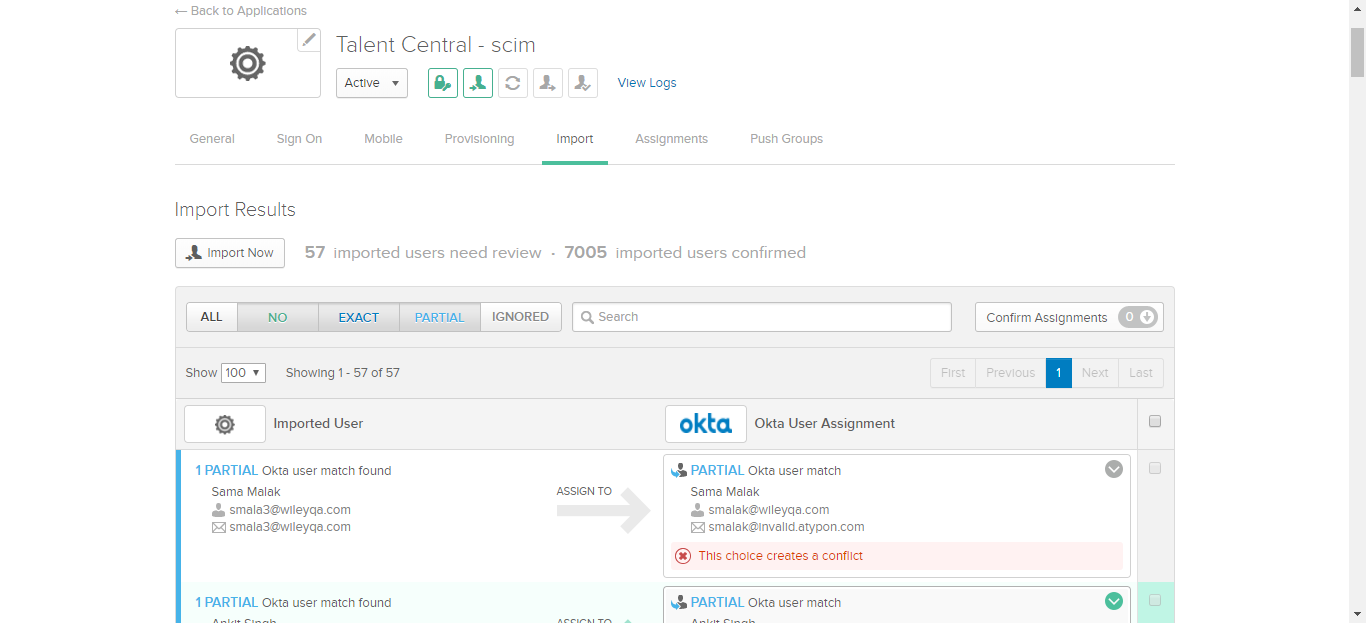 ← Back to Applications
Talent Central - scim
Active ▼ View Logs
General Sign On Mobile Provisioning Import Assignments Push Groups
Import Results
Import Now 57 imported users need review · 7005 imported users confirmed
ALL NO EXACT PARTIAL IGNORED Search Confirm Assignments 0
Show 100 ▼ Showing 1 - 57 of 57 First Previous 1 Next Last
Imported User okta Okta User Assignment
1 PARTIAL Okta user match found PARTIAL Okta user match
Sama Malak ASSIGN TO Sama Malak
smala3@wileyqa.com smalak@wileyqa.com
smala3@wileyqa.com smalak@invalid.atypon.com
This choice creates a conflict
1 PARTIAL Okta user match found PARTIAL Okta user match
Ankit Singh ASSIGN TO Ankit Singh